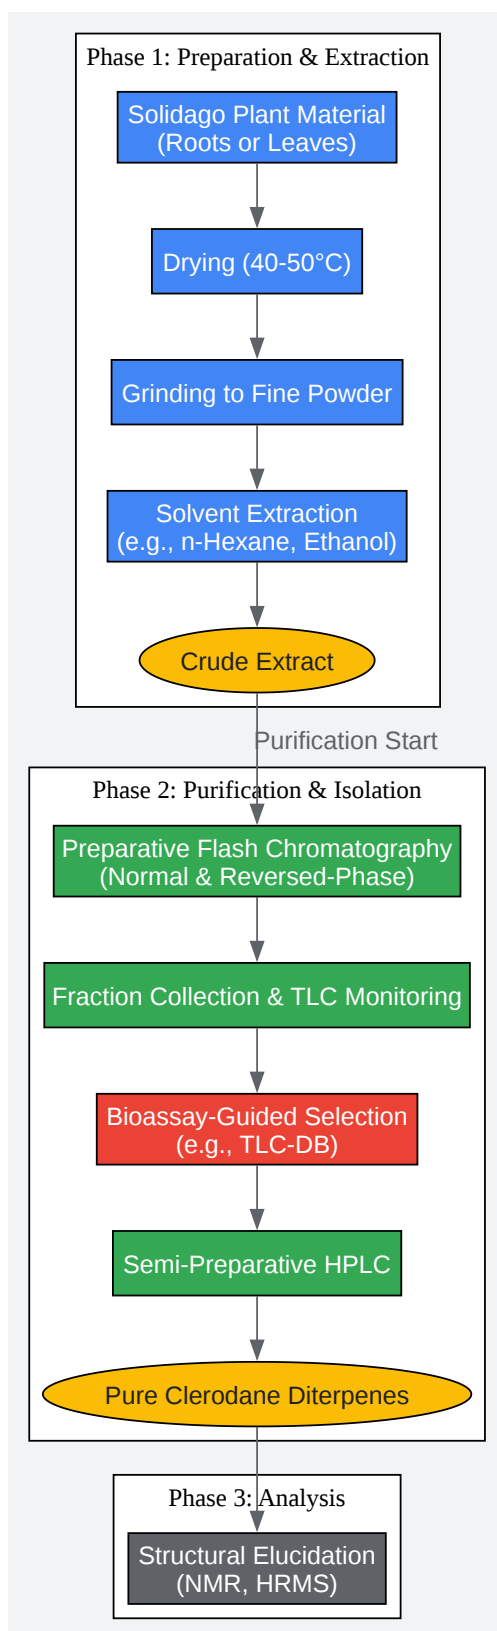 Phase 1: Preparation & Extraction
Solidago Plant Material
(Roots or Leaves)
Drying (40-50°C)
Grinding to Fine Powder
Solvent Extraction
(e.g., n-Hexane, Ethanol)
Crude Extract
Purification Start
Phase 2: Purification & Isolation
Preparative Flash Chromatography
(Normal & Reversed-Phase)
Fraction Collection & TLC Monitoring
Bioassay-Guided Selection
(e.g., TLC-DB)
Semi-Preparative HPLC
Pure Clerodane Diterpenes
Phase 3: Analysis
Structural Elucidation
(NMR, HRMS)